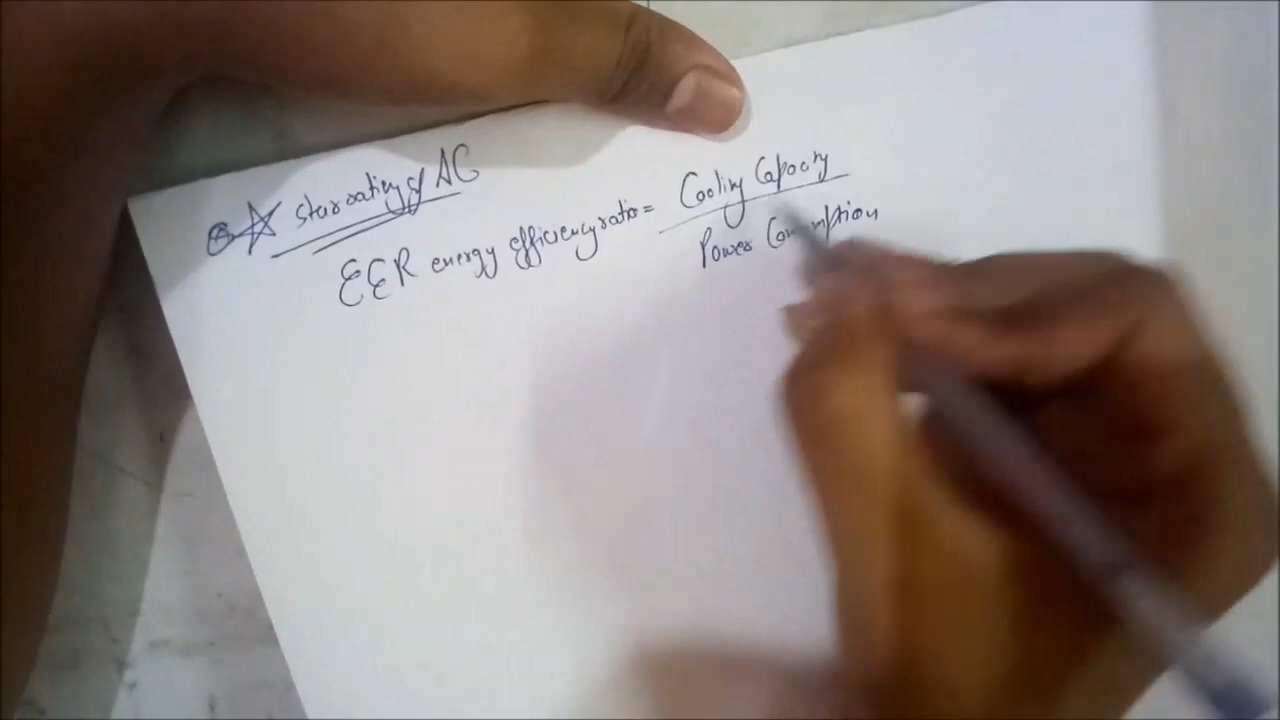 Star rating of AC
EER energy efficiency ratio = Cooling Capacity
Power Consumption